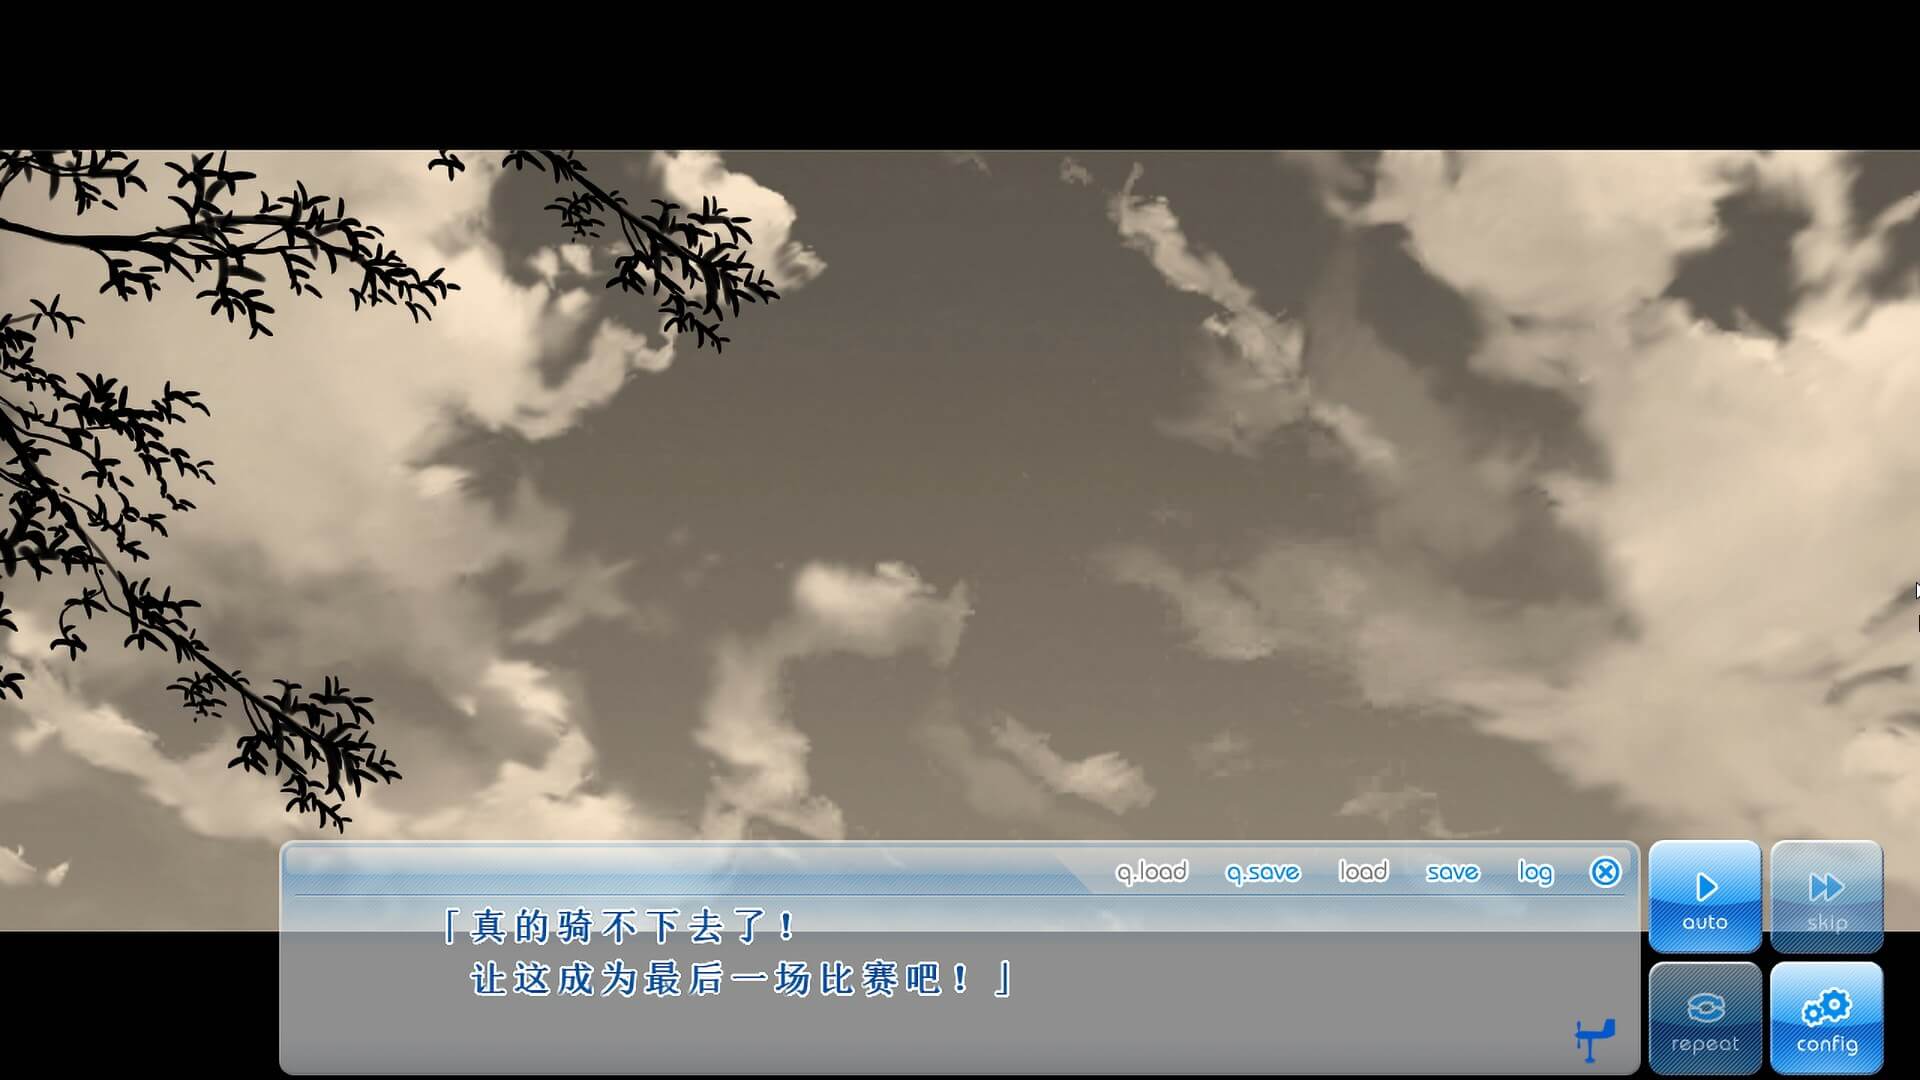 q.load q.save load save log
「真的骑不下去了！
让这成为最后一场比赛吧！」
auto
skip
repeat
config